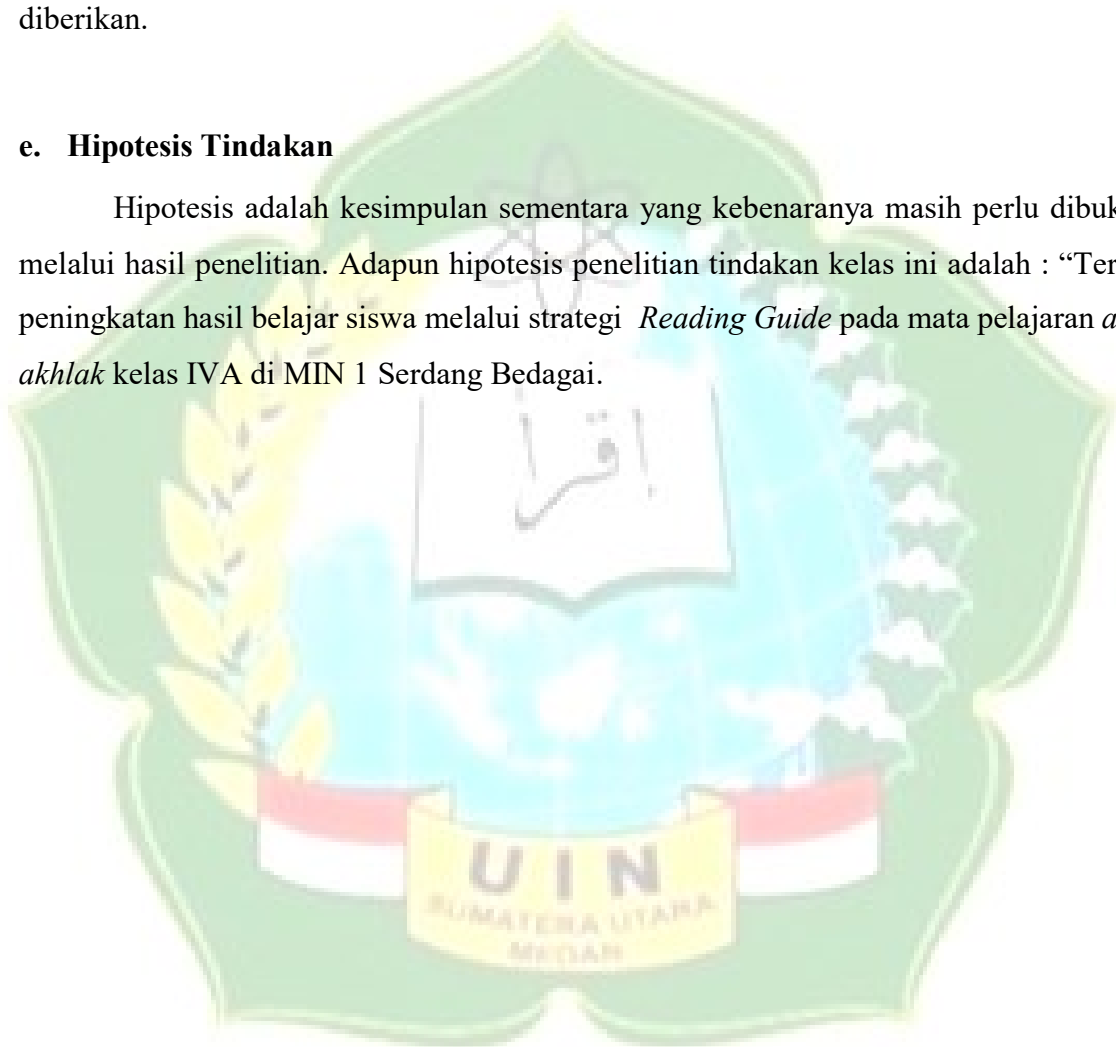 diberikan.
e. Hipotesis Tindakan
Hipotesis adalah kesimpulan sementara yang kebenaranya masih perlu dibuk
melalui hasil penelitian. Adapun hipotesis penelitian tindakan kelas ini adalah : “Ter
peningkatan hasil belajar siswa melalui strategi Reading Guide pada mata pelajaran a
akhlak kelas IVA di MIN 1 Serdang Bedagai.
اقرأ
UIN
SUMATERA UTARA
MEDAN